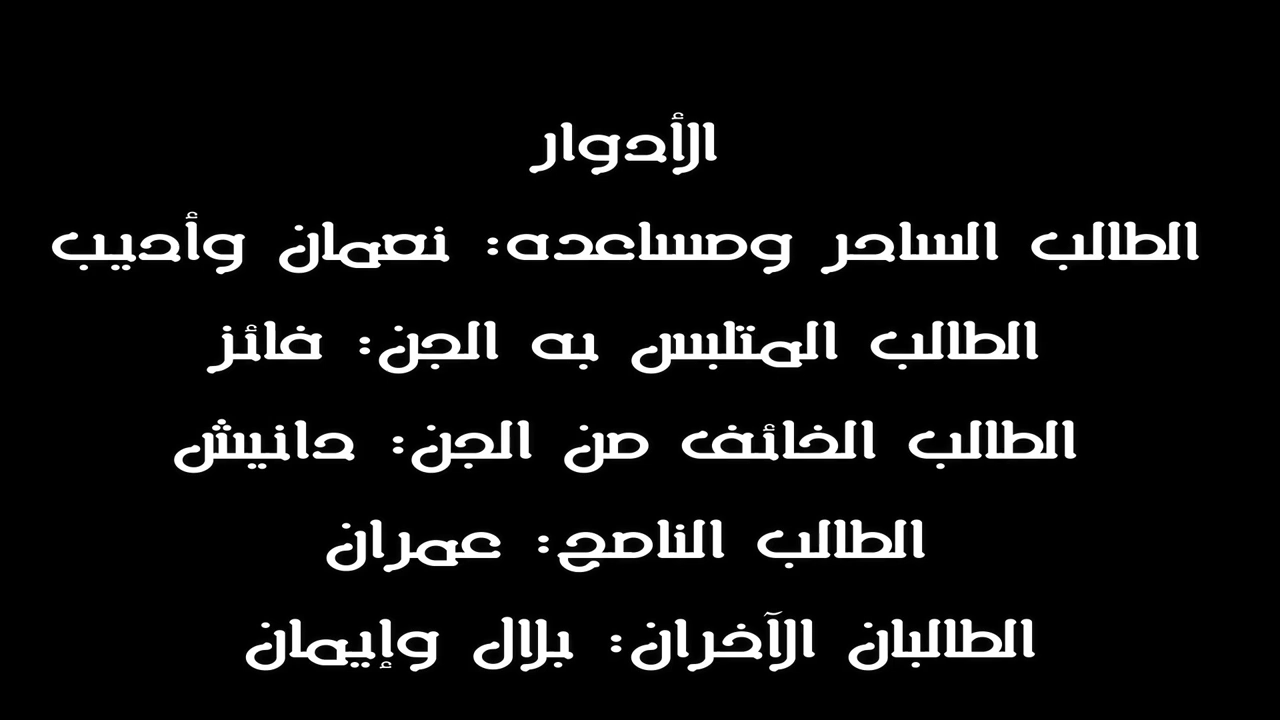 الأدوار
الطالب الساحر ومساعده: نعمان وأديب
الطالب المتلبس به الجن: فائز
الطالب الخائف من الجن: دانيش
الطالب الناصح: عمران
الطالبان الآخران: بلال وإيمان